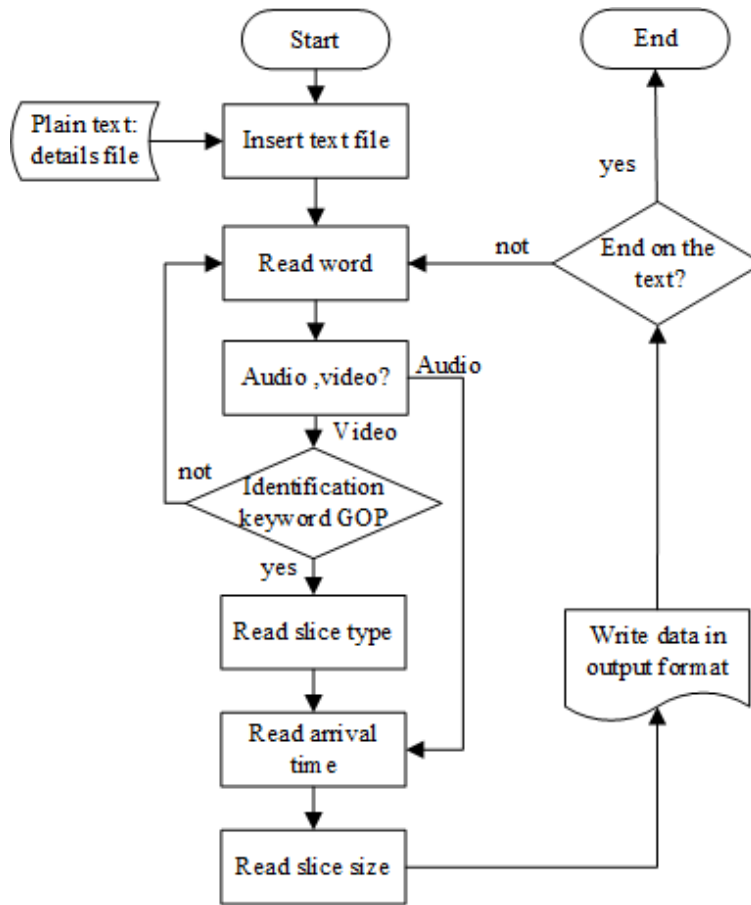 Start
End
Plain text:
details file
Insert text file
yes
Read word
not
End on the
text?
Audio ,video?
Audio
Video
not
Identification
keyword GOP
yes
Read slice type
Write data in
output format
Read arrival
time
Read slice size